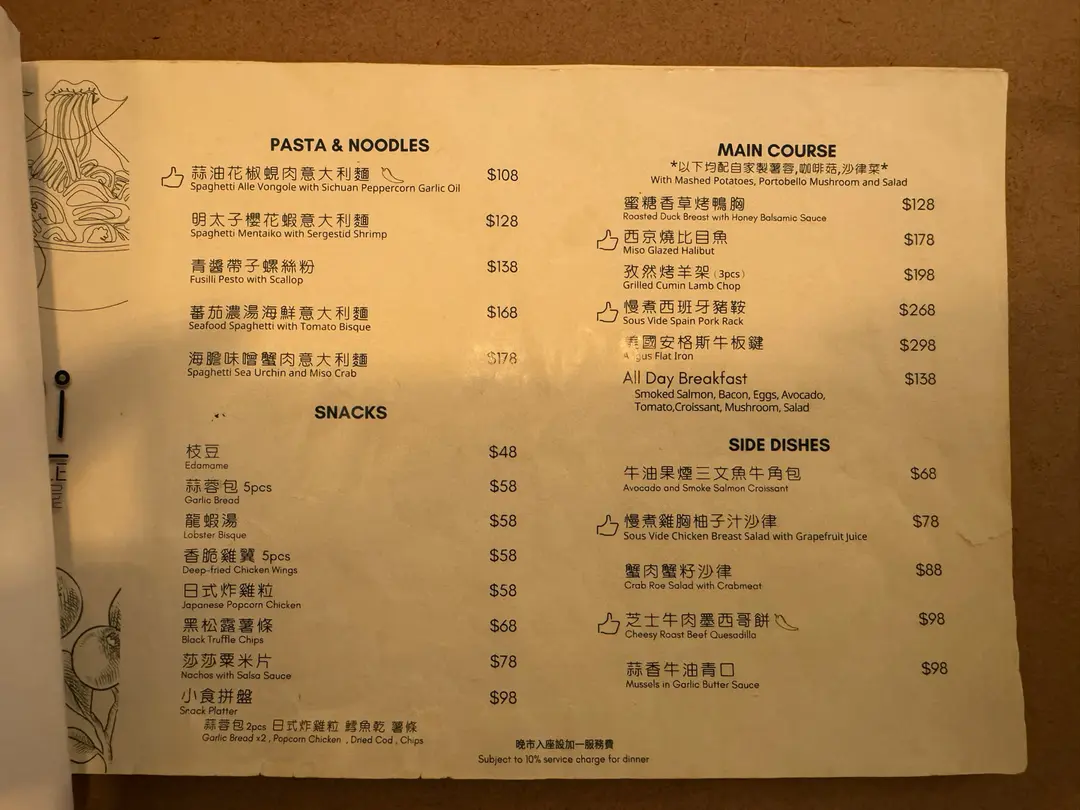 PASTA & NOODLES
蒜油花椒蜆肉意大利麵 $108
Spaghetti Alle Vongole with Sichuan Peppercorn Garlic Oil
明太子櫻花蝦意大利麵 $128
Spaghetti Mentaiko with Sergestid Shrimp
青醬帶子螺絲粉 $138
Fusilli Pesto with Scallop
蕃茄濃湯海鮮意大利麵 $168
Seafood Spaghetti with Tomato Bisque
海膽味噌蟹肉意大利麵 $178
Spaghetti Sea Urchin and Miso Crab
SNACKS
枝豆 $48
Edamame
蒜蓉包 5pcs $58
Garlic Bread
龍蝦湯 $58
Lobster Bisque
香脆雞翼 5pcs $58
Deep-fried Chicken Wings
日式炸雞粒 $58
Japanese Popcorn Chicken
黑松露薯條 $68
Black Truffle Chips
莎莎粟米片 $78
Nachos with Salsa Sauce
小食拼盤 $98
Snack Platter
蒜蓉包2pcs 日式炸雞粒 鱈魚乾 薯條
Garlic Bread x2 , Popcorn Chicken , Dried Cod , Chips
MAIN COURSE
*以下均配自家製薯蓉,咖啡菇,沙律菜*
With Mashed Potatoes, Portobello Mushroom and Salad
蜜糖香草烤鴨胸 $128
Roasted Duck Breast with Honey Balsamic Sauce
西京燒比目魚 $178
Miso Glazed Halibut
孜然烤羊架 (3pcs) $198
Grilled Cumin Lamb Chop
慢煮西班牙豬鞍 $268
Sous Vide Spain Pork Rack
美國安格斯牛板鍵 $298
Angus Flat Iron
All Day Breakfast $138
Smoked Salmon, Bacon, Eggs, Avocado,
Tomato,Croissant, Mushroom, Salad
SIDE DISHES
牛油果煙三文魚牛角包 $68
Avocado and Smoke Salmon Croissant
慢煮雞胸柚子汁沙律 $78
Sous Vide Chicken Breast Salad with Grapefruit Juice
蟹肉蟹籽沙律 $88
Crab Roe Salad with Crabmeat
芝士牛肉墨西哥餅 $98
Cheesy Roast Beef Quesadilla
蒜香牛油青口 $98
Mussels in Garlic Butter Sauce
晚市入座設加一服務費
Subject to 10% service charge for dinner